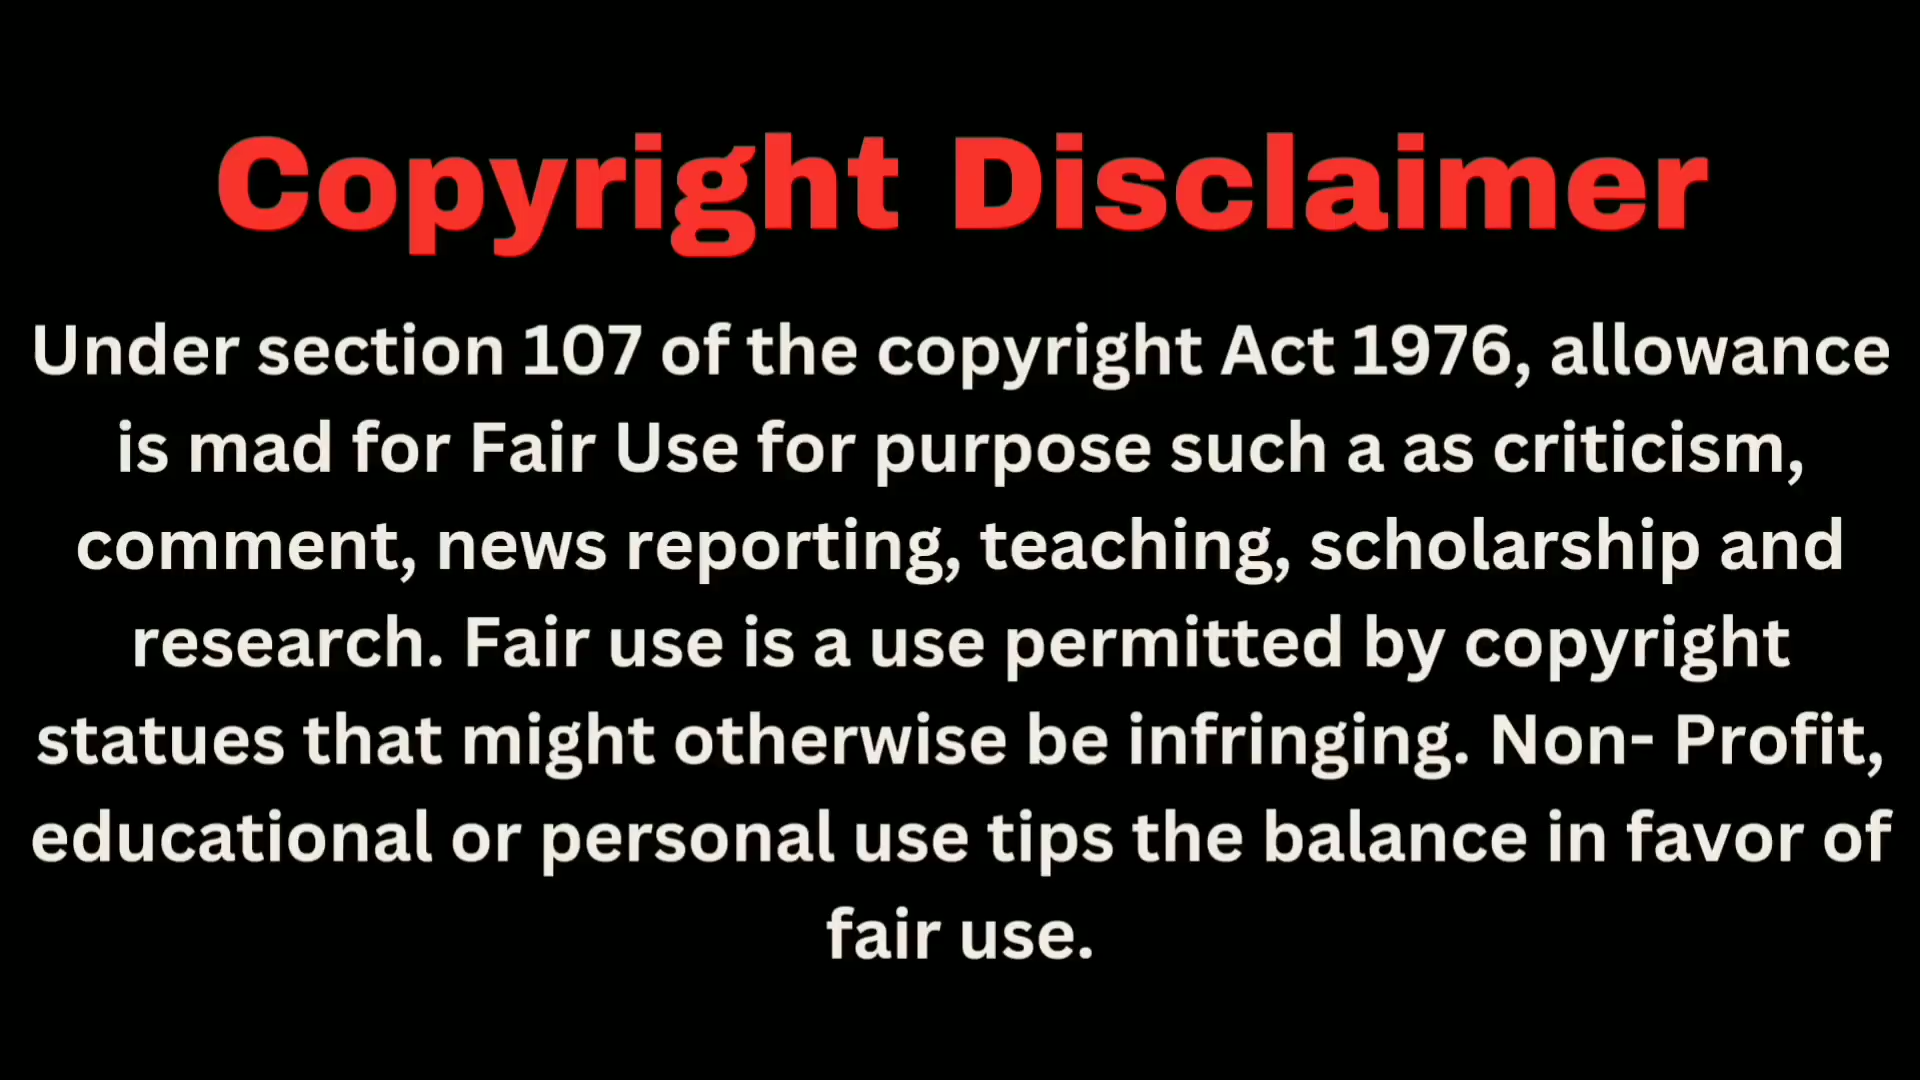 Copyright Disclaimer
Under section 107 of the copyright Act 1976, allowance
is mad for Fair Use for purpose such a as criticism,
comment, news reporting, teaching, scholarship and
research. Fair use is a use permitted by copyright
statues that might otherwise be infringing. Non- Profit,
educational or personal use tips the balance in favor of
fair use.